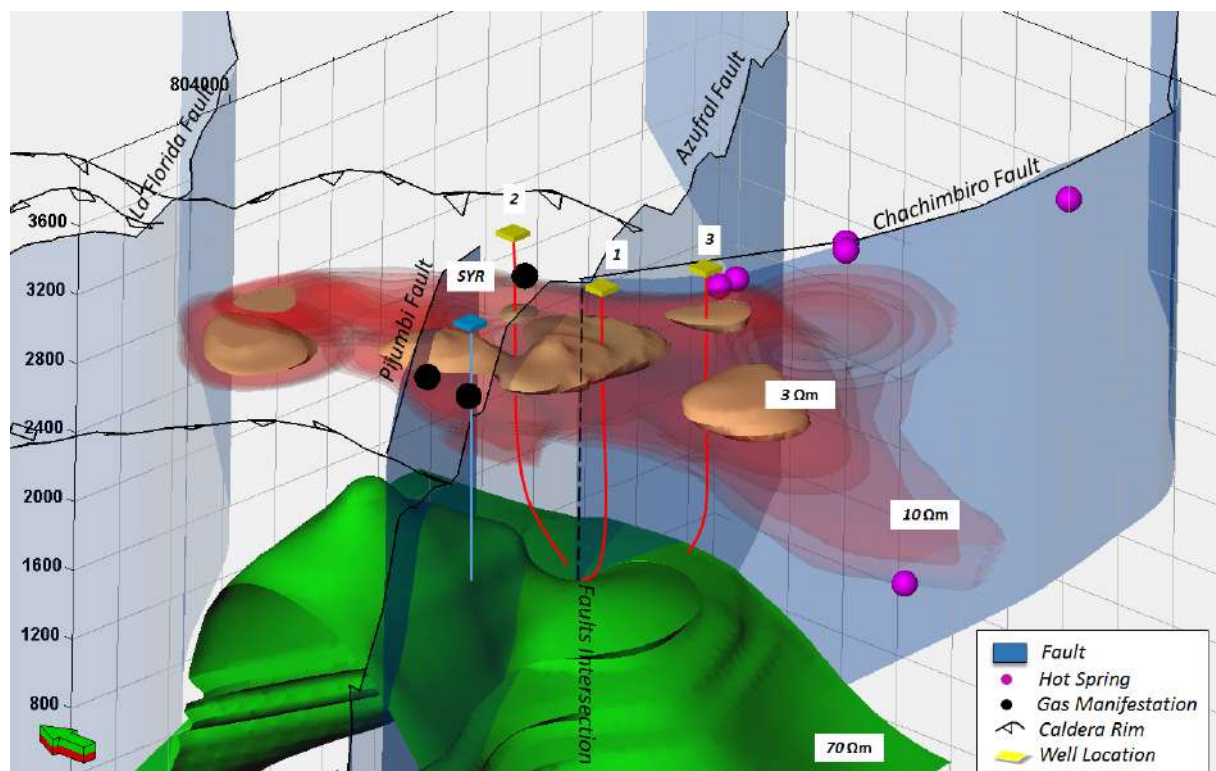 804000
La Florida Fault
Azufral Fault
Chachimbiro Fault
3600
2
SYR
1
3
Pijumbi Fault
3200
2800
3 Ωm
2400
2000
10 Ωm
1600
Faults Intersection
1200
800
70 Ωm
Fault
Hot Spring
Gas Manifestation
Caldera Rim
Well Location